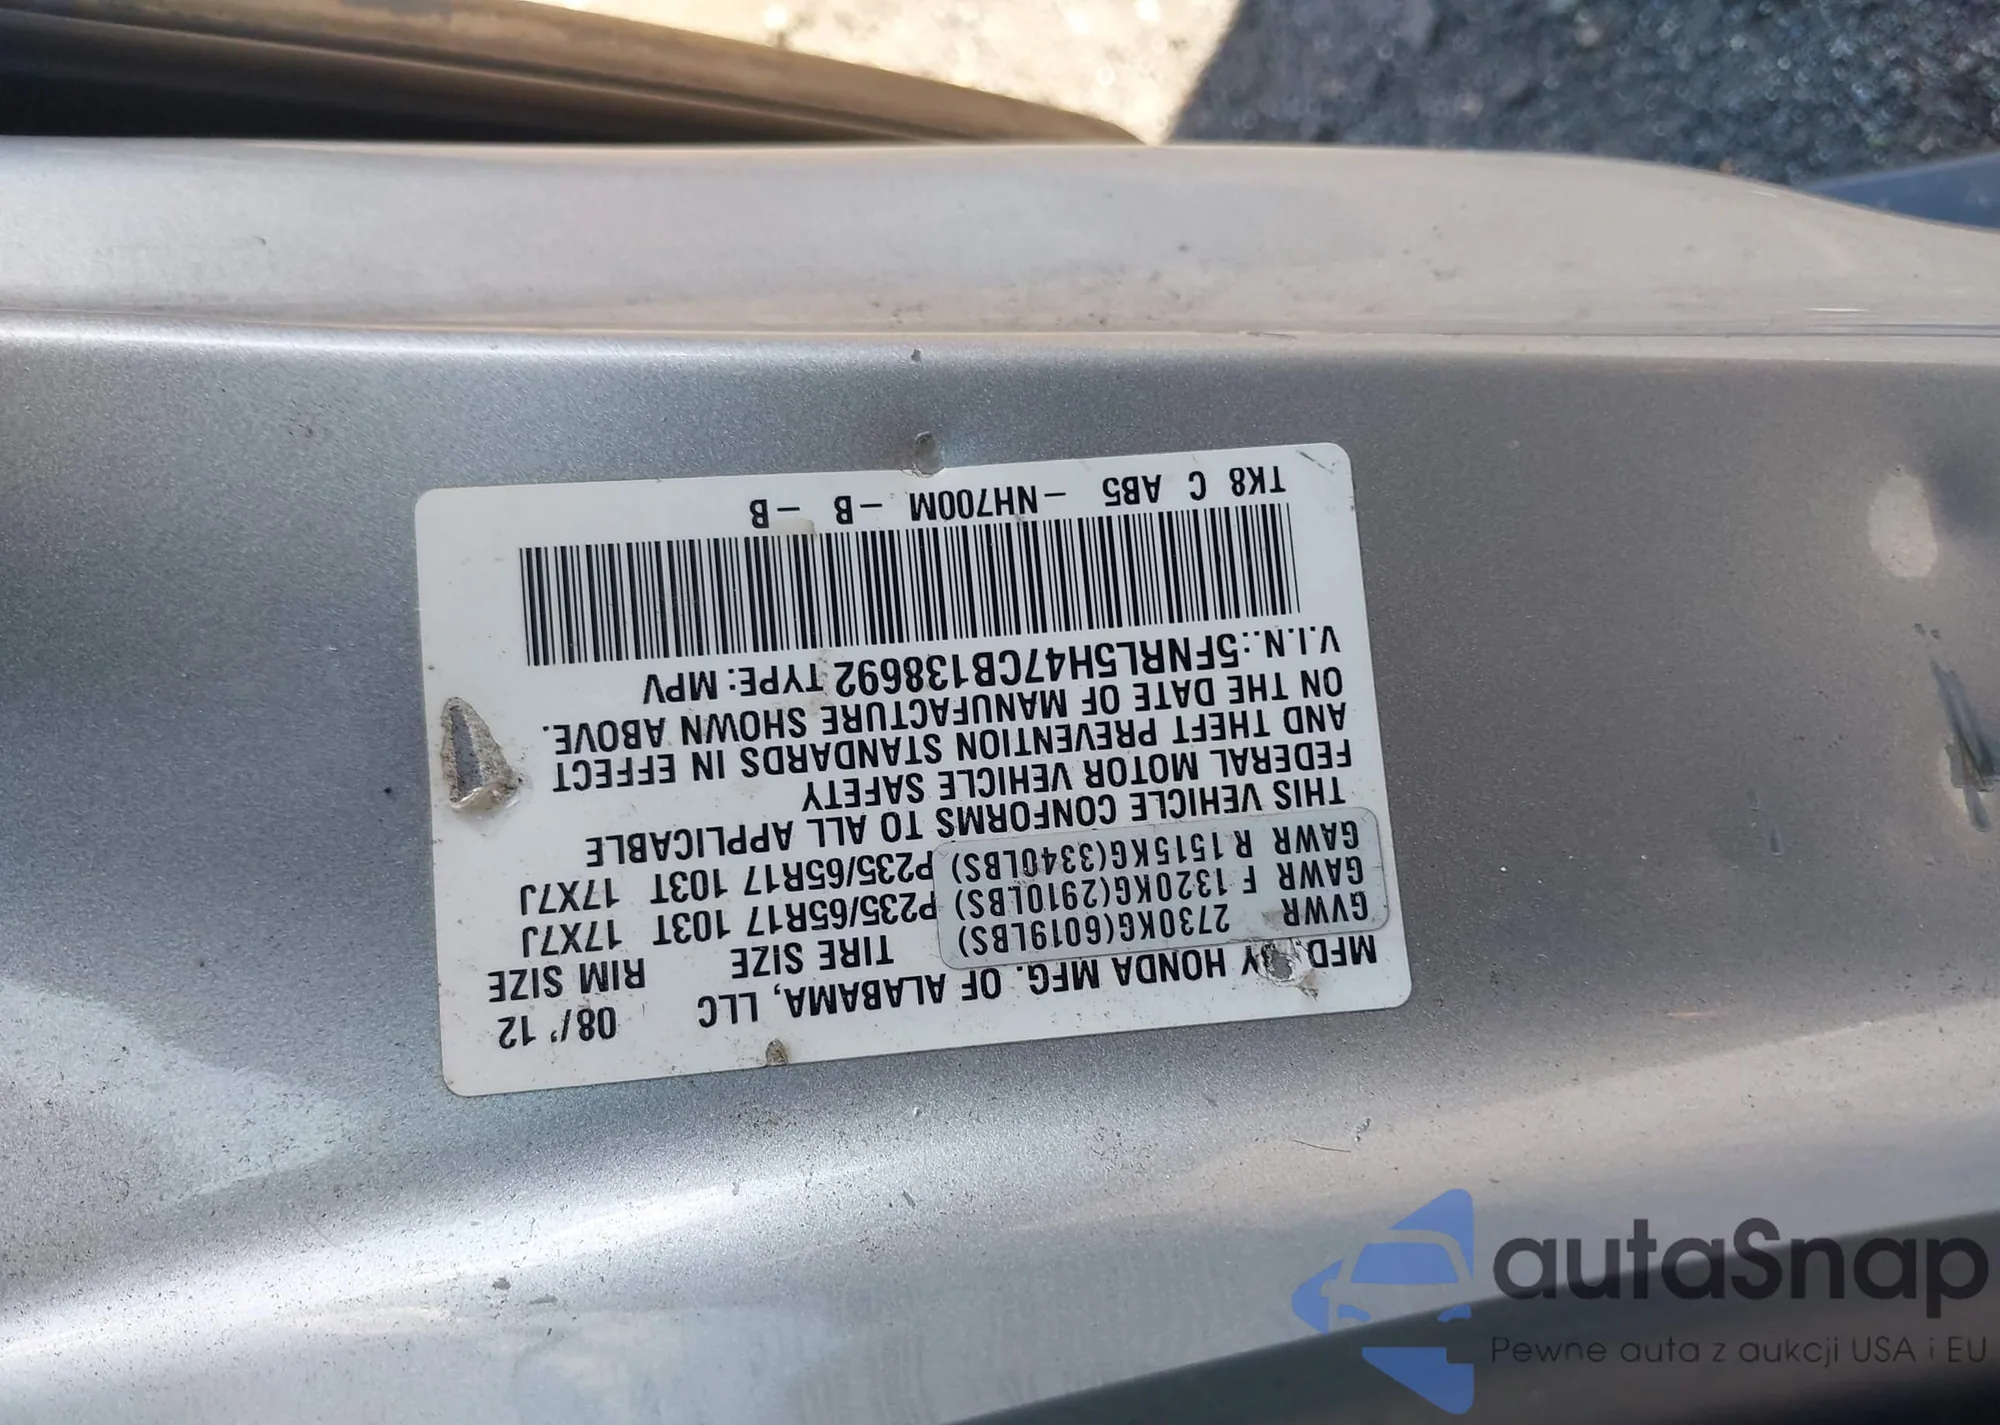 MFD. BY HONDA MFG. OF ALABAMA, LLC 08/'12
TIRE SIZE RIM SIZE
GVWR 2730KG(6019LBS)
GAWR F 1320KG(2910LBS) P235/65R17 103T 17X7J
GAWR R 1515KG(3340LBS) P235/65R17 103T 17X7J
THIS VEHICLE CONFORMS TO ALL APPLICABLE
FEDERAL MOTOR VEHICLE SAFETY
AND THEFT PREVENTION STANDARDS IN EFFECT
ON THE DATE OF MANUFACTURE SHOWN ABOVE.
V.I.N.:5FNRL5H47CB138692 TYPE: MPV
TK8 C AB5 -NH700M -B -B
autaSnap
Pewne auta z aukcji USA i EU